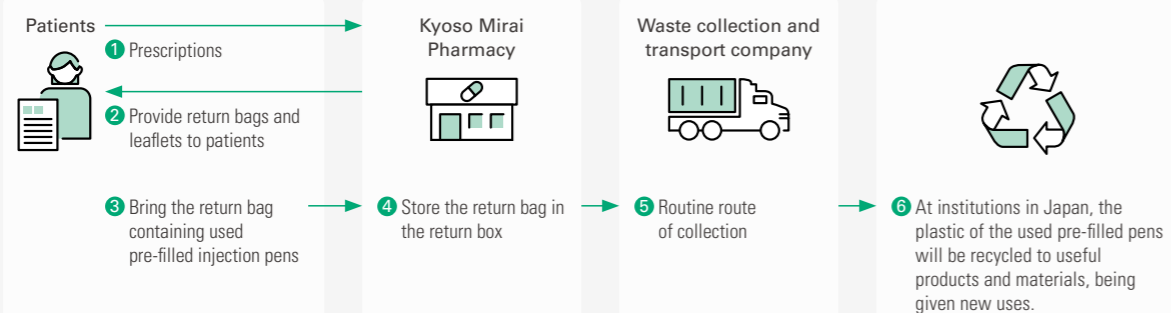 Patients
1 Prescriptions
2 Provide return bags and
leaflets to patients
3 Bring the return bag
containing used
pre-filled injection pens
Kyoso Mirai
Pharmacy
4 Store the return bag in
the return box
Waste collection and
transport company
5 Routine route
of collection
6 At institutions in Japan, the
plastic of the used pre-filled pens
will be recycled to useful
products and materials, being
given new uses.